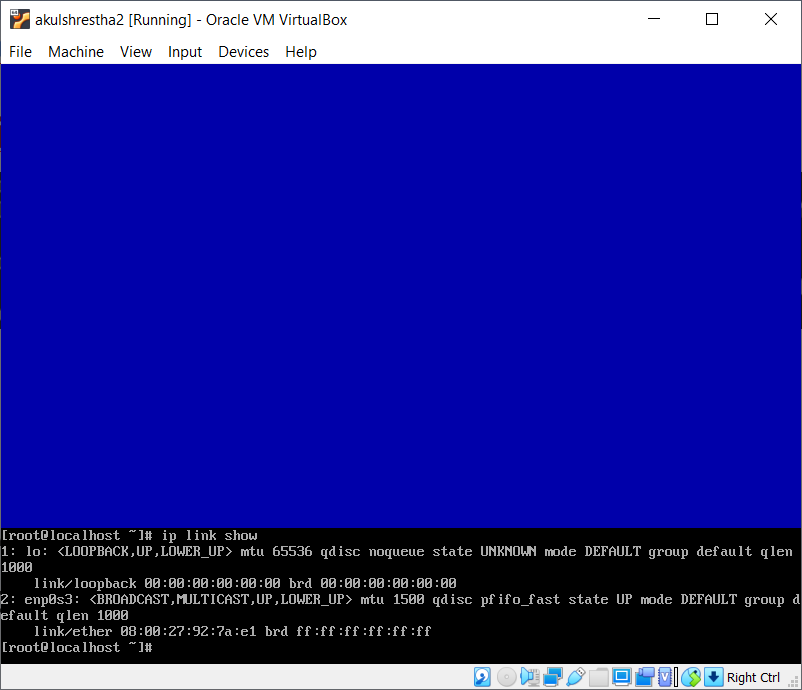 akulshrestha2 [Running] - Oracle VM VirtualBox
File Machine View Input Devices Help
[root@localhost ~]# ip link show
1: lo: <LOOPBACK,UP,LOWER_UP> mtu 65536 qdisc noqueue state UNKNOWN mode DEFAULT group default qlen
1000
    link/loopback 00:00:00:00:00:00 brd 00:00:00:00:00:00
2: enp0s3: <BROADCAST,MULTICAST,UP,LOWER_UP> mtu 1500 qdisc pfifo_fast state UP mode DEFAULT group d
efault qlen 1000
    link/ether 08:00:27:92:7a:e1 brd ff:ff:ff:ff:ff:ff
[root@localhost ~]#
Right Ctrl